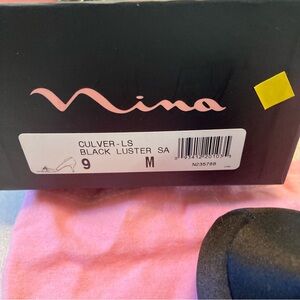 Nina
CULVER-LS
BLACK LUSTER SA
9 M
N235788